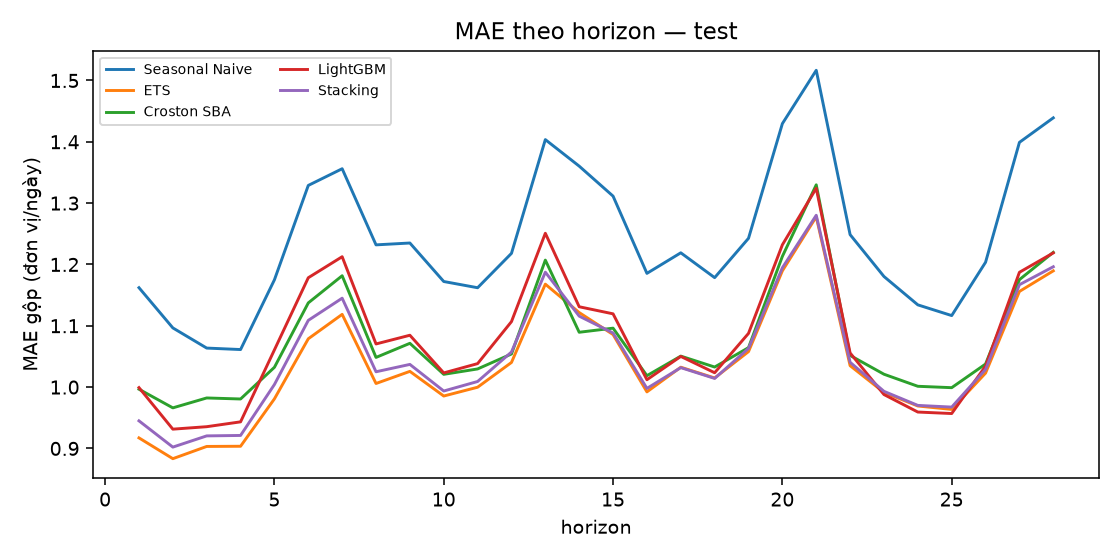 MAE theo horizon — test
MAE gộp (đơn vị/ngày)
1.5
1.4
1.3
1.2
1.1
1.0
0.9
Seasonal Naive
ETS
Croston SBA
LightGBM
Stacking
0 5 10 15 20 25
horizon